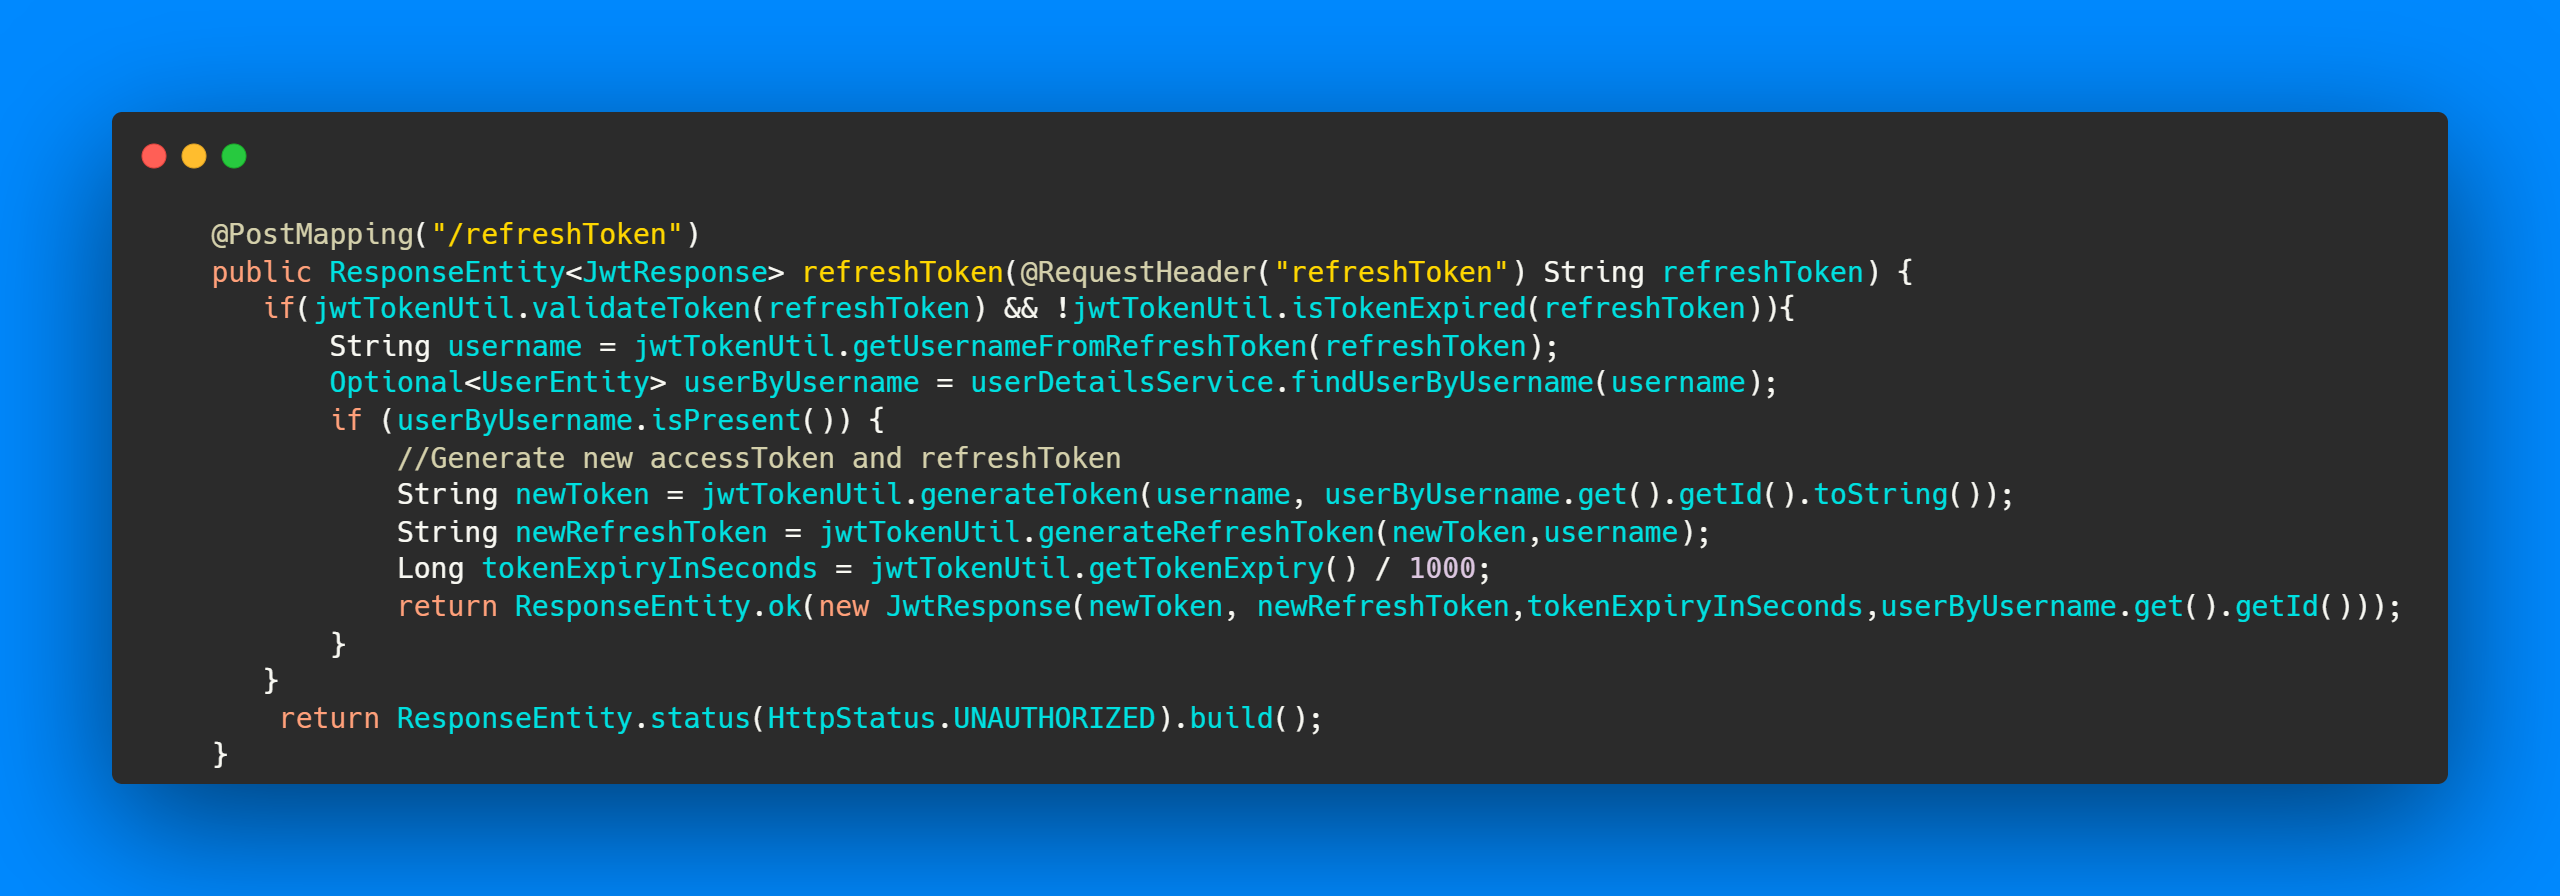 @PostMapping("/refreshToken")
public ResponseEntity<JwtResponse> refreshToken(@RequestHeader("refreshToken") String refreshToken) {
if(jwtTokenUtil.validateToken(refreshToken) && !jwtTokenUtil.isTokenExpired(refreshToken)){
String username = jwtTokenUtil.getUsernameFromRefreshToken(refreshToken);
Optional<UserEntity> userByUsername = userDetailsService.findUserByUsername(username);
if (userByUsername.isPresent()) {
//Generate new accessToken and refreshToken
String newToken = jwtTokenUtil.generateToken(username, userByUsername.get().getId().toString());
String newRefreshToken = jwtTokenUtil.generateRefreshToken(newToken,username);
Long tokenExpiryInSeconds = jwtTokenUtil.getTokenExpiry() / 1000;
return ResponseEntity.ok(new JwtResponse(newToken, newRefreshToken,tokenExpiryInSeconds,userByUsername.get().getId()));
}
}
return ResponseEntity.status(HttpStatus.UNAUTHORIZED).build();
}